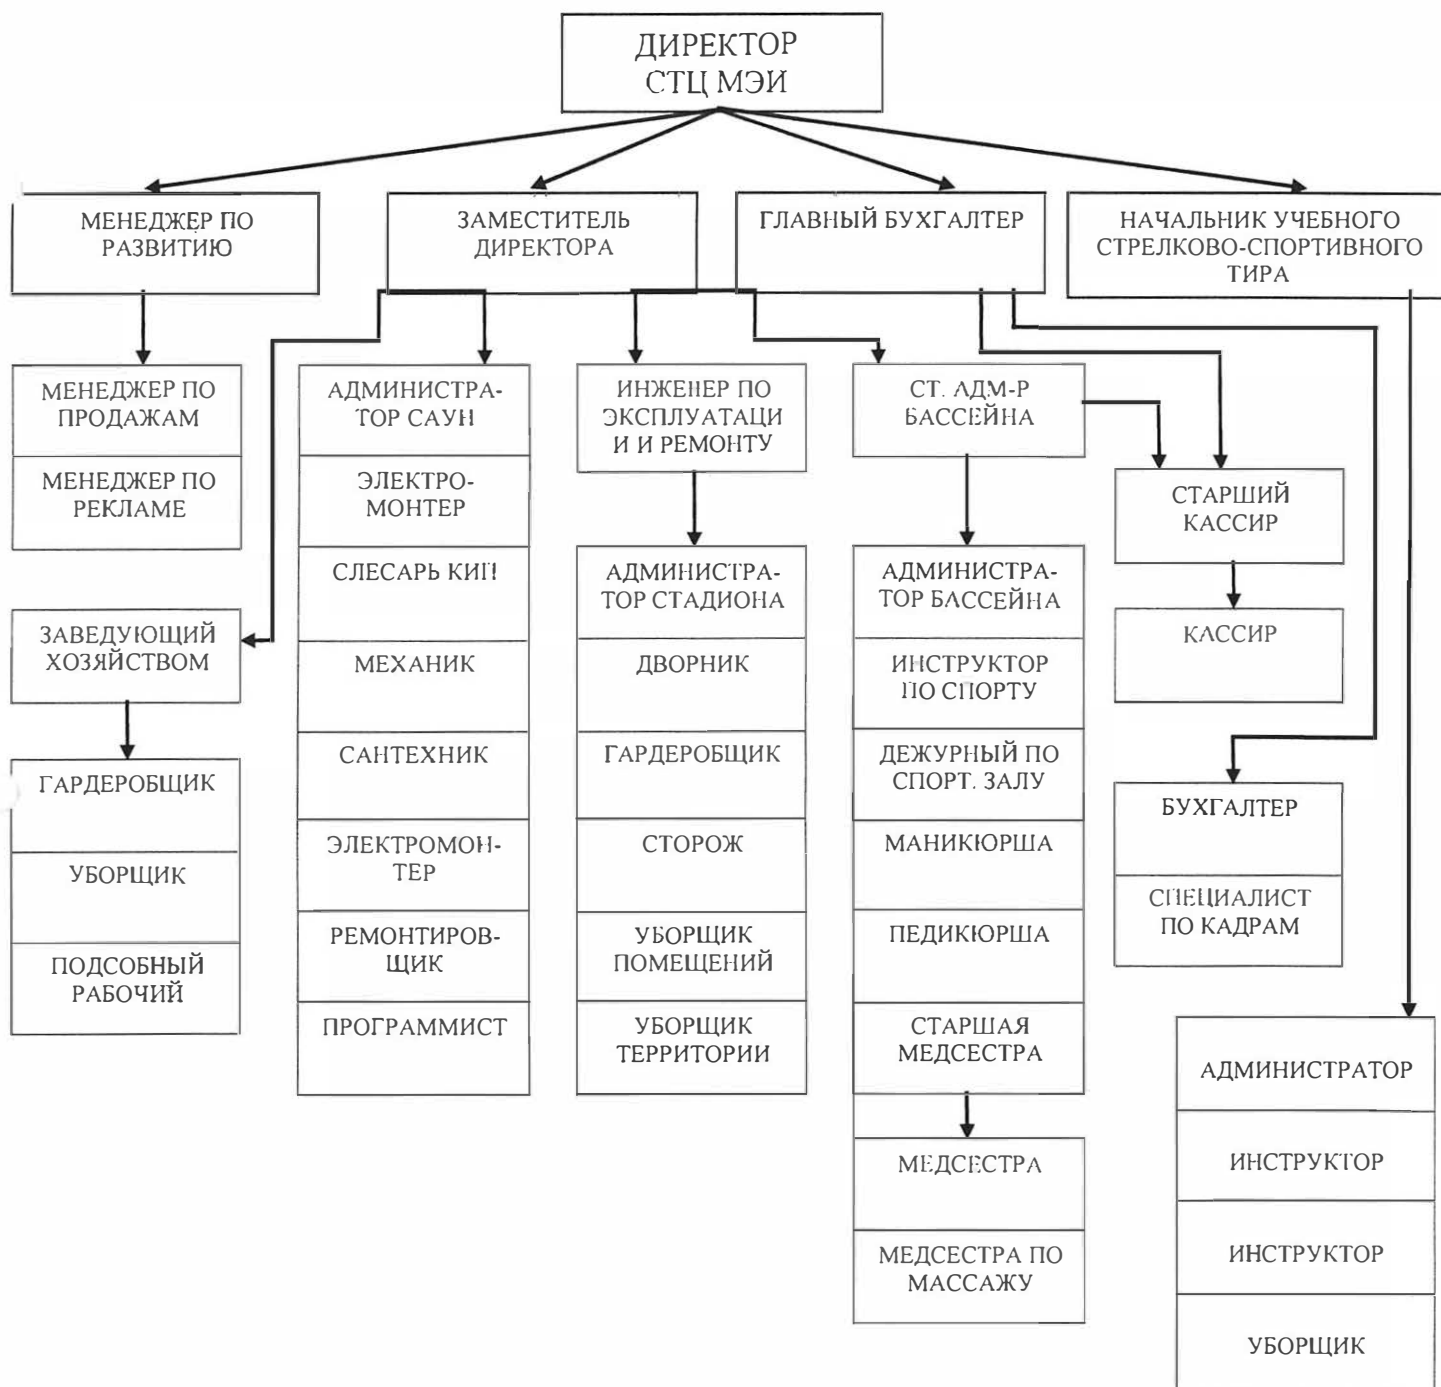 ДИРЕКТОР
СТЦ МЭИ
МЕНЕДЖЕР ПО
РАЗВИТИЮ
ЗАМЕСТИТЕЛЬ
ДИРЕКТОРА
ГЛАВНЫЙ БУХГАЛТЕР
НАЧАЛЬНИК УЧЕБНОГО
СТРЕЛКОВО-СПОРТИВНОГО
ТИРА
МЕНЕДЖЕР ПО
ПРОДАЖАМ
МЕНЕДЖЕР ПО
РЕКЛАМЕ
ЗАВЕДУЮЩИЙ
ХОЗЯЙСТВОМ
ГАРДЕРОБЩИК
УБОРЩИК
ПОДСОБНЫЙ
РАБОЧИЙ
АДМИНИСТРА-
ТОР САУН
ЭЛЕКТРО-
МОНТЕР
СЛЕСАРЬ КИП
МЕХАНИК
САНТЕХНИК
ЭЛЕКТРОМОН-
ТЕР
РЕМОНТИРОВ-
ЩИК
ПРОГРАММИСТ
ИНЖЕНЕР ПО
ЭКСПЛУАТАЦИ
И И РЕМОНТУ
АДМИНИСТРА-
ТОР СТАДИОНА
ДВОРНИК
ГАРДЕРОБЩИК
СТОРОЖ
УБОРЩИК
ПОМЕЩЕНИЙ
УБОРЩИК
ТЕРРИТОРИИ
СТ. АДМ-Р
БАССЕЙНА
АДМИНИСТРА-
ТОР БАССЕЙНА
ИНСТРУКТОР
ПО СПОРТУ
ДЕЖУРНЫЙ ПО
СПОРТ. ЗАЛУ
МАНИКЮРША
ПЕДИКЮРША
СТАРШАЯ
МЕДСЕСТРА
МЕДСЕСТРА
МЕДСЕСТРА ПО
МАССАЖУ
СТАРШИЙ
КАССИР
КАССИР
БУХГАЛТЕР
СПЕЦИАЛИСТ
ПО КАДРАМ
АДМИНИСТРАТОР
ИНСТРУКТОР
ИНСТРУКТОР
УБОРЩИК